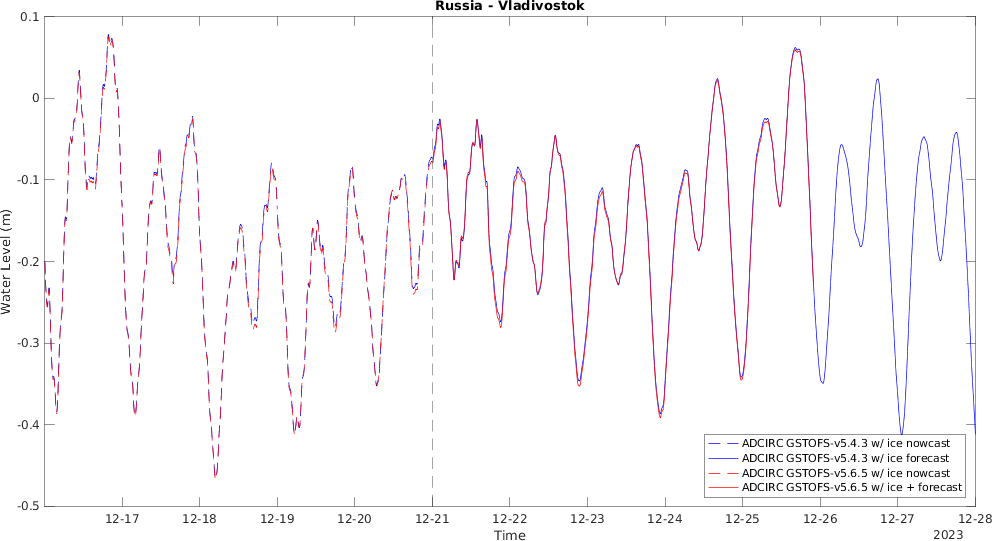 Russia - Vladivostok
Water Level (m)
0.1
0
-0.1
-0.2
-0.3
-0.4
-0.5
ADCIRC GSTOFS-v5.4.3 w/ ice nowcast
ADCIRC GSTOFS-v5.4.3 w/ ice forecast
ADCIRC GSTOFS-v5.6.5 w/ ice nowcast
ADCIRC GSTOFS-v5.6.5 w/ ice + forecast
12-17 12-18 12-19 12-20 12-21 12-22 12-23 12-24 12-25 12-26 12-27 12-28
Time
2023